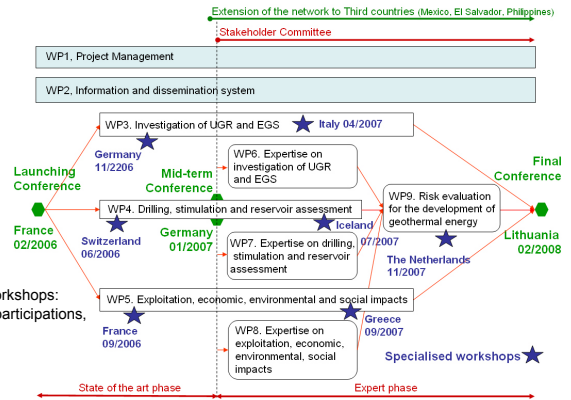 Extension of the network to Third countries (Mexico, El Salvador, Philippines)
Stakeholder Committee
WP1, Project Management
WP2, Information and dissemination system
WP3. Investigation of UGR and EGS
Italy 04/2007
Germany
11/2206
Launching
Conference
France
02/2006
Mid-term
Conference
Germany
01/2007
WP6. Expertise on
investigation of UGR
and EGS
WP4. Drilling, stimulation and reservoir assessment
Switzerland
06/2006
Iceland
07/2007
WP7. Expertise on drilling,
stimulation and reservoir
assessment
WP9. Risk evaluation
for the development of
geothermal energy
The Netherlands
11/2007
Final
Conference
Lithuania
02/2008
orkshops:
participations,
WP5. Exploitation, economic, environmental and social impacts
France
09/2006
Greece
09/2007
WP8. Expertise on
exploitation, economic,
environmental, social
impacts
Specialised workshops
State of the art phase
Expert phase